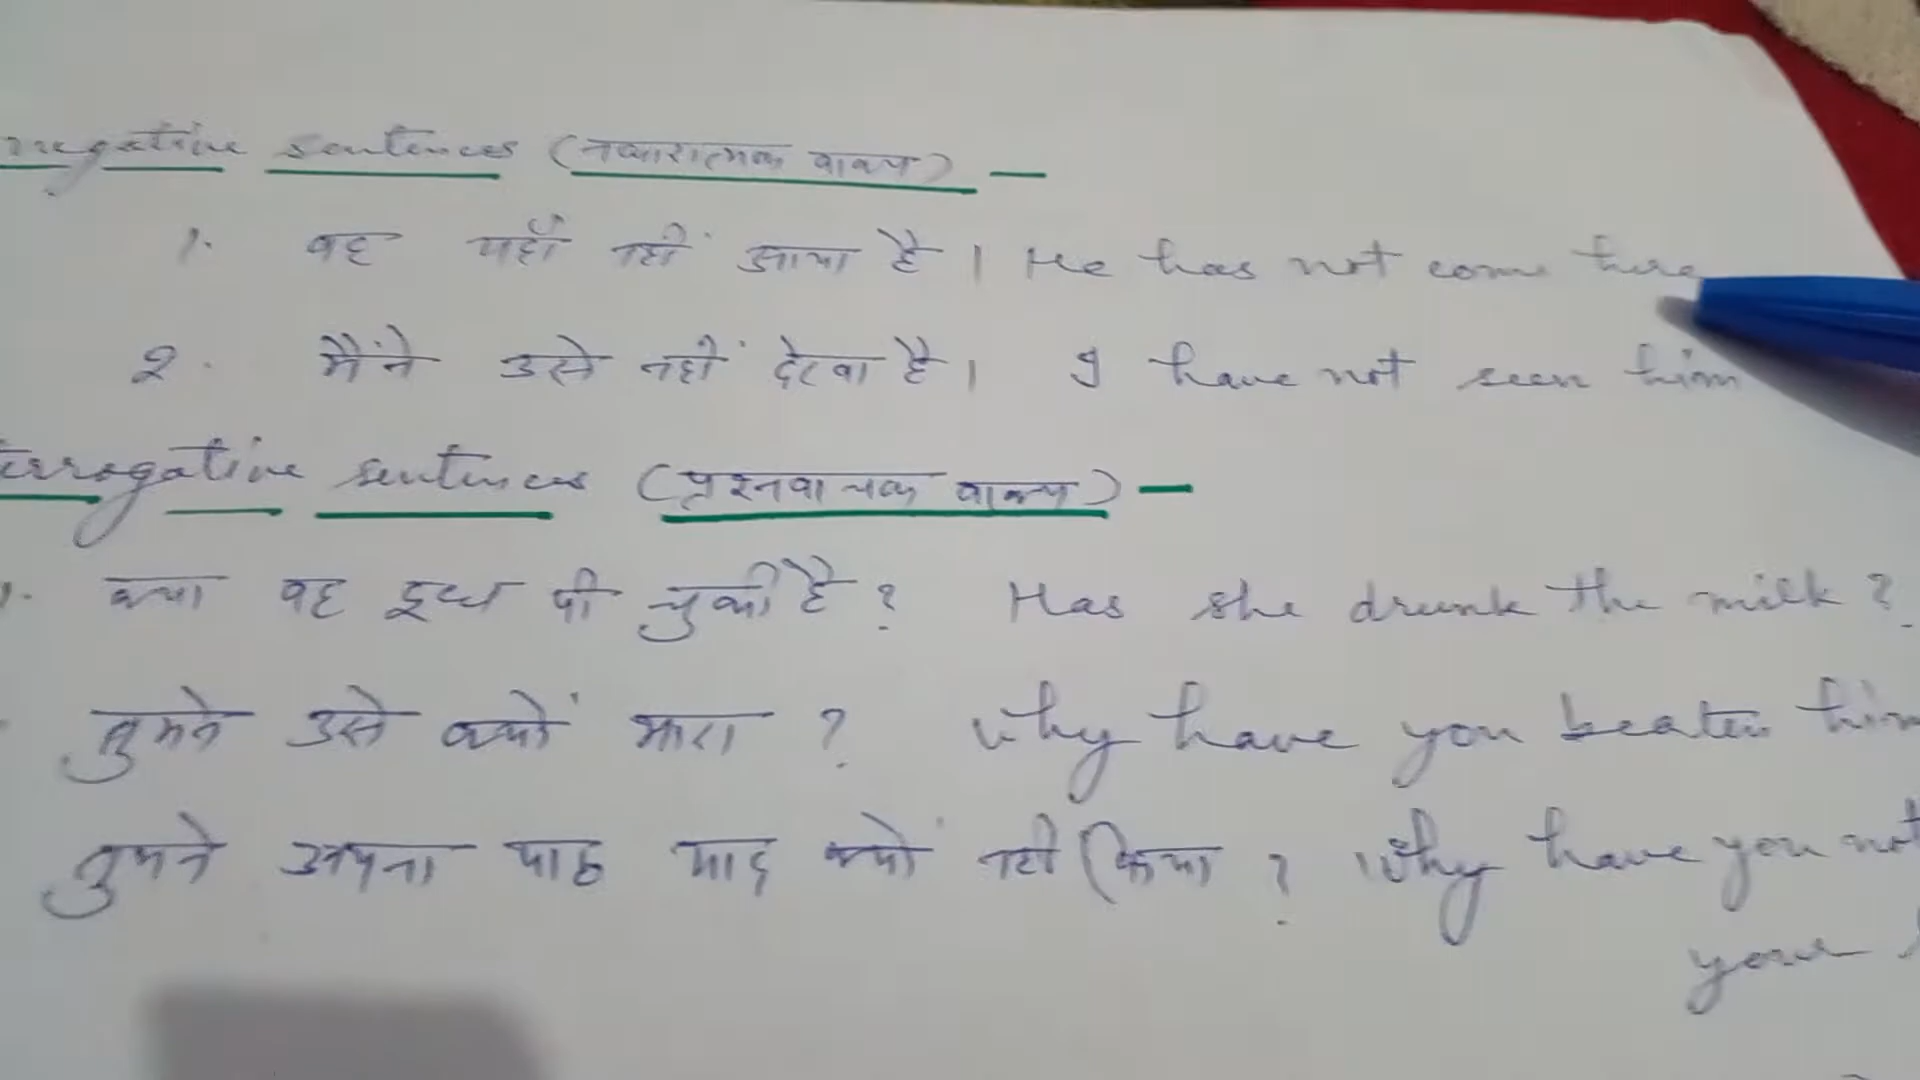 negative sentences (नकारात्मक वाक्य) —
1. वह यहाँ नहीं आया है । He has not come here
2. मैंने उसे नहीं देखा है । I have not seen him
terrogative sentences (प्रश्नवाचक वाक्य) —
1. क्या वह दूध पी चुकी है ? Has she drunk the milk ?
तुमने उसे क्यों मारा ? Why have you beaten him
तुमने अपना पाठ याद क्यों नहीं किया ? Why have you not
your